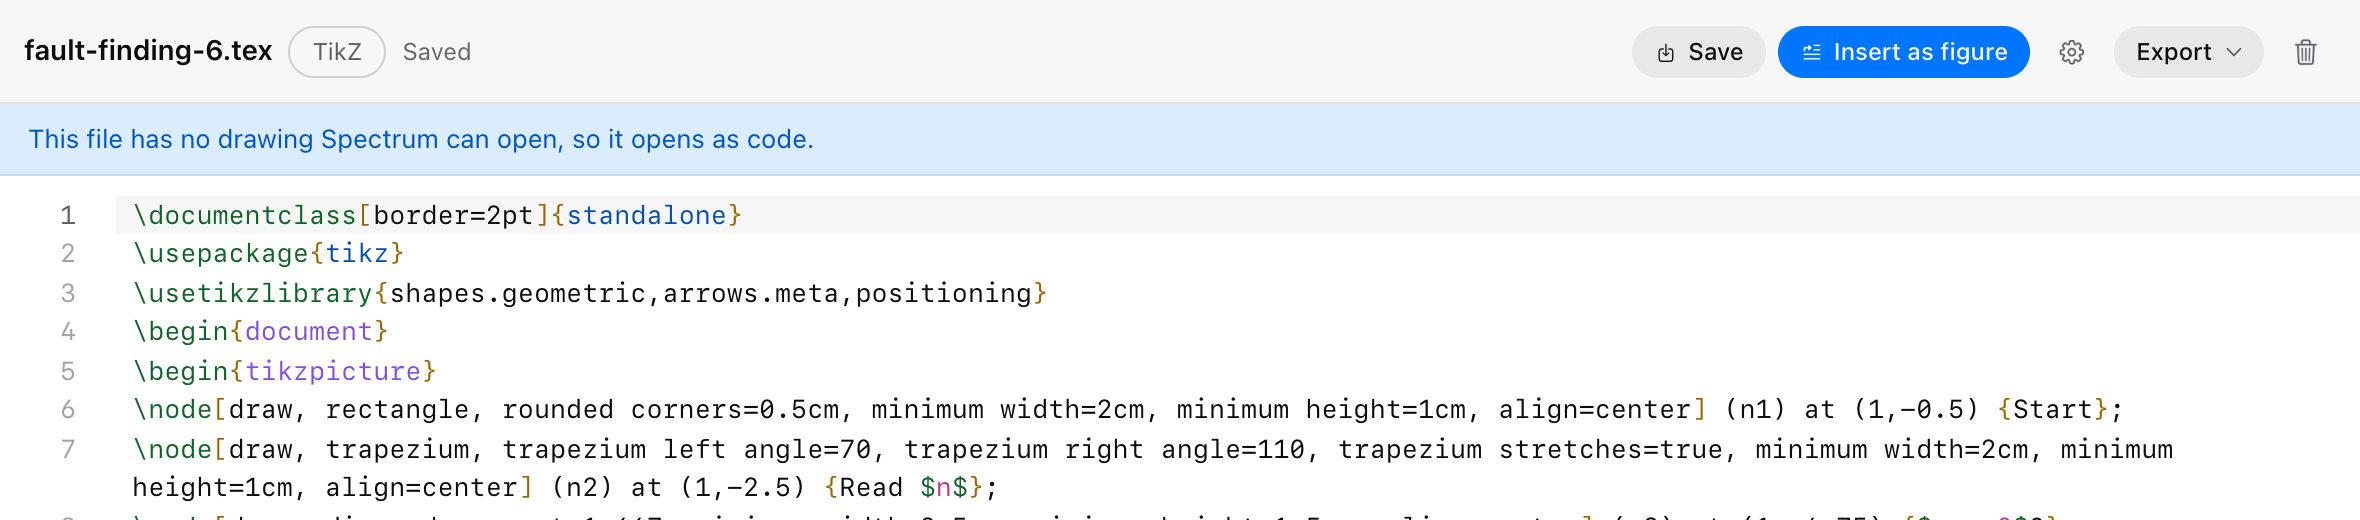 fault-finding-6.tex TikZ Saved Save Insert as figure Export
This file has no drawing Spectrum can open, so it opens as code.
1 \documentclass[border=2pt]{standalone}
2 \usepackage{tikz}
3 \usetikzlibrary{shapes.geometric,arrows.meta,positioning}
4 \begin{document}
5 \begin{tikzpicture}
6 \node[draw, rectangle, rounded corners=0.5cm, minimum width=2cm, minimum height=1cm, align=center] (n1) at (1,-0.5) {Start};
7 \node[draw, trapezium, trapezium left angle=70, trapezium right angle=110, trapezium stretches=true, minimum width=2cm, minimum
height=1cm, align=center] (n2) at (1,-2.5) {Read $n$};